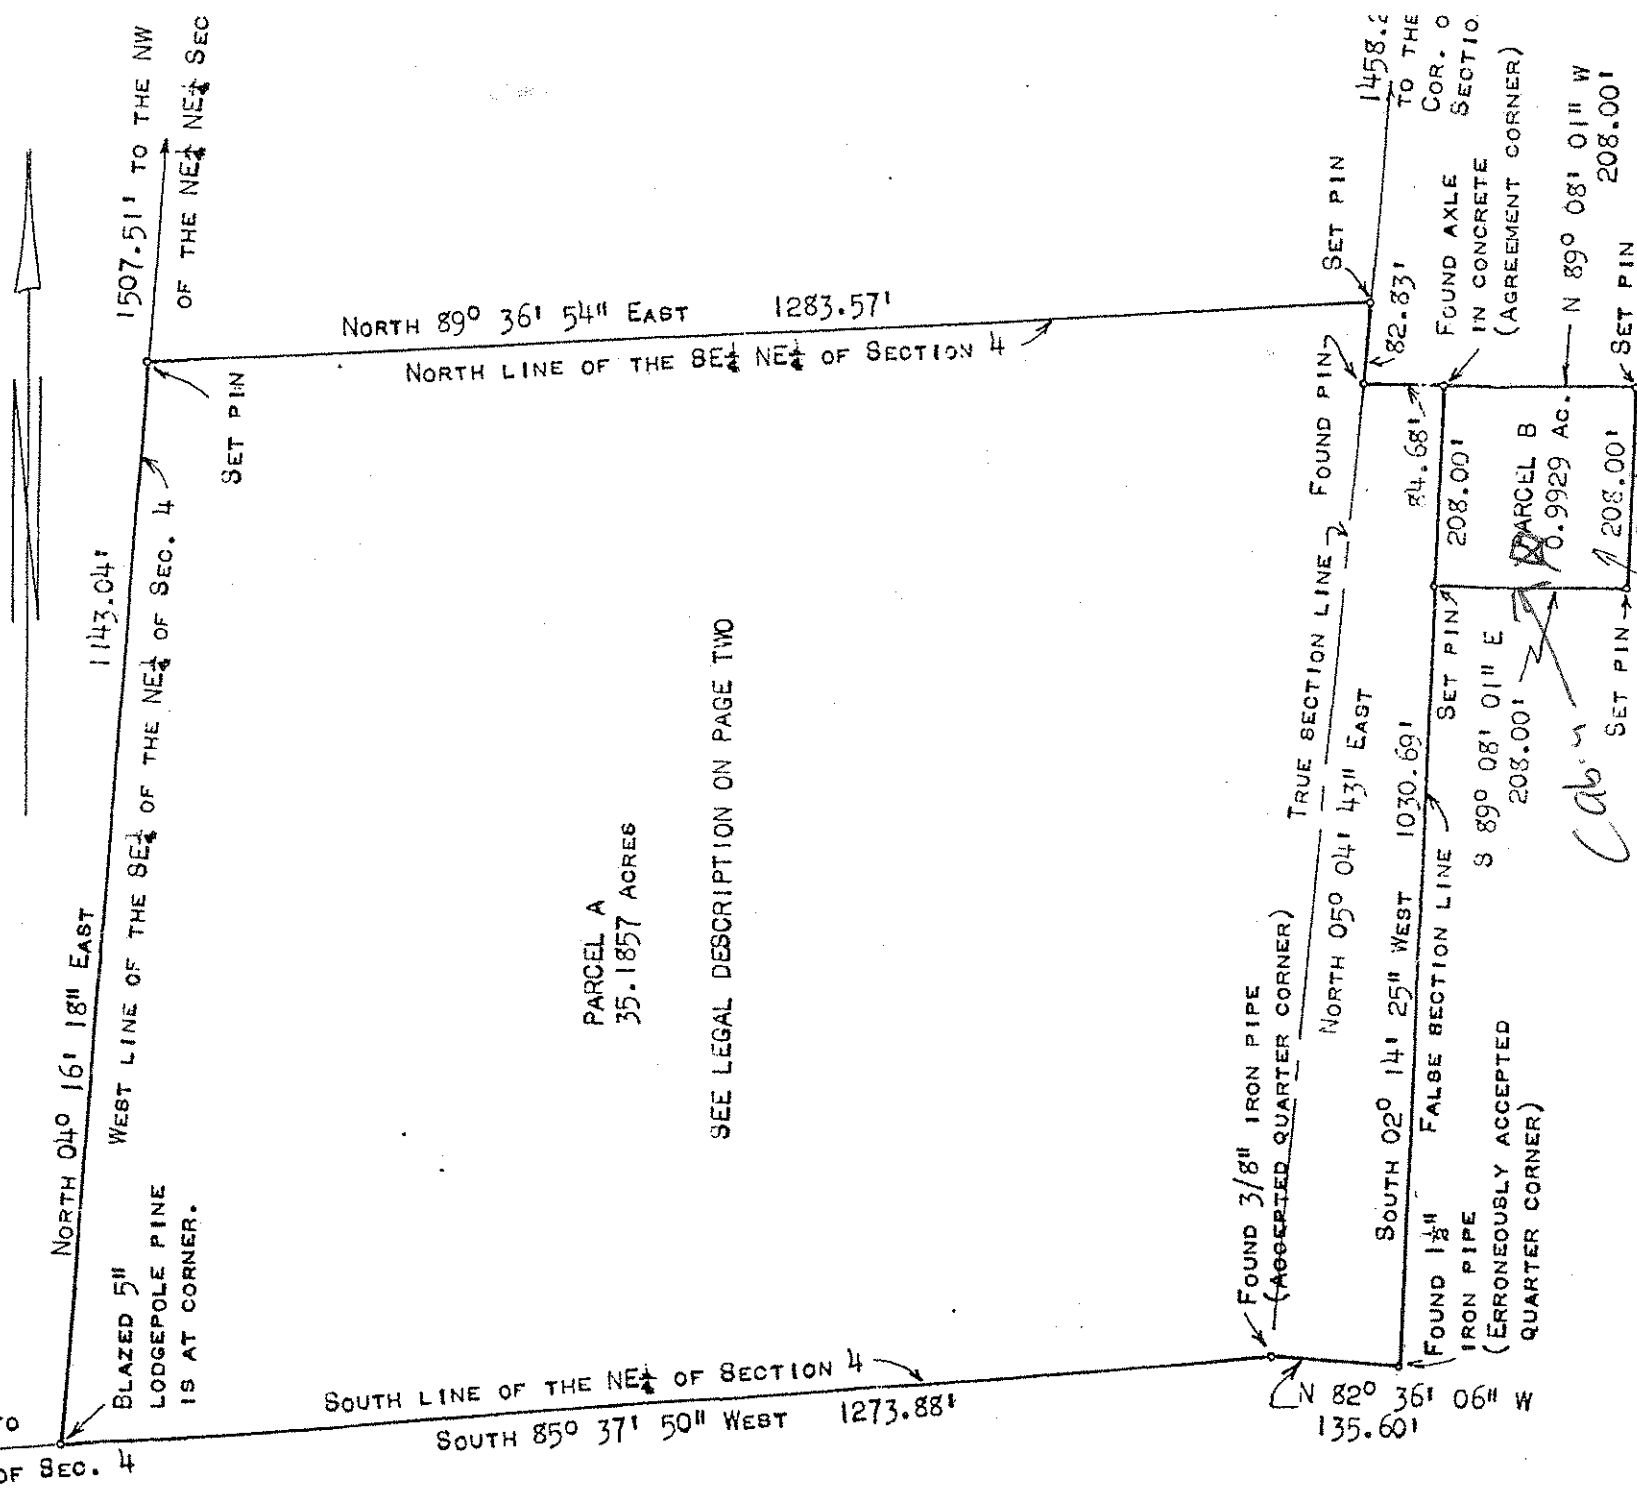 1507.51' TO THE NW
OF THE NE¼ NE¼ SEC
SET PIN
NORTH 89° 36' 54" EAST 1283.57'
NORTH LINE OF THE SE¼ NE¼ OF SECTION 4
1458.2
TO THE
COR. O
SECTIO
SET PIN
82.83'
FOUND PIN
FOUND AXLE
IN CONCRETE
(AGREEMENT CORNER)
N 89° 08' 01" W
208.00'
SET PIN
84.68'
208.00'
PARCEL B
0.9929 Ac.
208.00'
SET PIN
SET PIN
S 89° 08' 01" E
208.00'
Cabin
NORTH 04° 16' 18" EAST 1143.04'
WEST LINE OF THE SE¼ OF THE NE¼ OF SEC. 4
PARCEL A
35.1857 ACRES
SEE LEGAL DESCRIPTION ON PAGE TWO
TRUE SECTION LINE
NORTH 05° 04' 43" EAST
SOUTH 02° 14' 25" WEST 1030.69'
FALSE SECTION LINE
FOUND 3/8" IRON PIPE
(ACCEPTED QUARTER CORNER)
FOUND 1⅛"
IRON PIPE
(ERRONEOUSLY ACCEPTED
QUARTER CORNER)
N 82° 36' 06" W
135.60'
BLAZED 5"
LODGEPOLE PINE
IS AT CORNER.
SOUTH LINE OF THE NE¼ OF SECTION 4
SOUTH 85° 37' 50" WEST 1273.88'
TO
OF SEC. 4